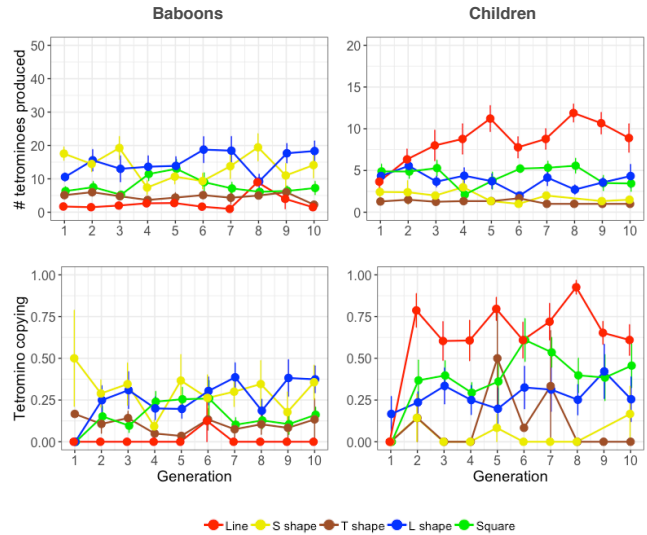 Baboons Children
# tetrominoes produced
50
40
30
20
10
0
1 2 3 4 5 6 7 8 9 10
20
15
10
5
0
1 2 3 4 5 6 7 8 9 10
Tetromino copying
1.00
0.75
0.50
0.25
0.00
1 2 3 4 5 6 7 8 9 10
Generation
1.00
0.75
0.50
0.25
0.00
1 2 3 4 5 6 7 8 9 10
Generation
Line S shape T shape L shape Square